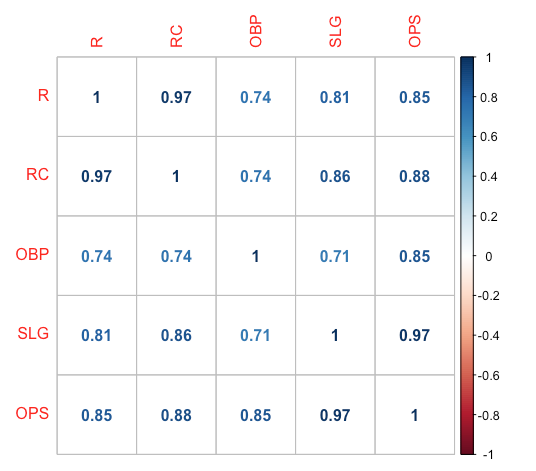 R RC OBP SLG OPS
R 1 0.97 0.74 0.81 0.85
RC 0.97 1 0.74 0.86 0.88
OBP 0.74 0.74 1 0.71 0.85
SLG 0.81 0.86 0.71 1 0.97
OPS 0.85 0.88 0.85 0.97 1
1
0.8
0.6
0.4
0.2
0
-0.2
-0.4
-0.6
-0.8
-1